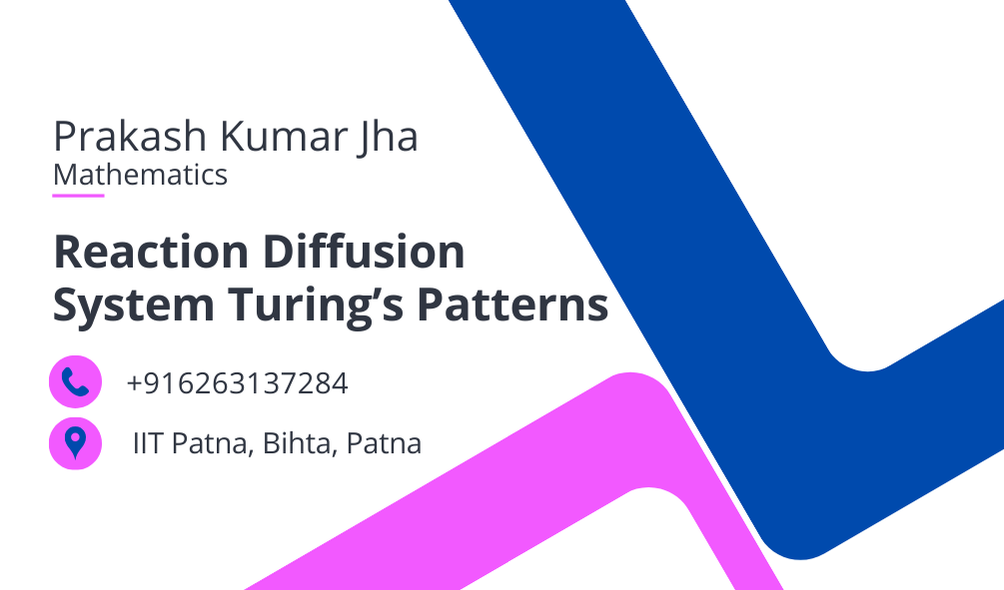 Prakash Kumar Jha
Mathematics
Reaction Diffusion
System Turing’s Patterns
+916263137284
IIT Patna, Bihta, Patna